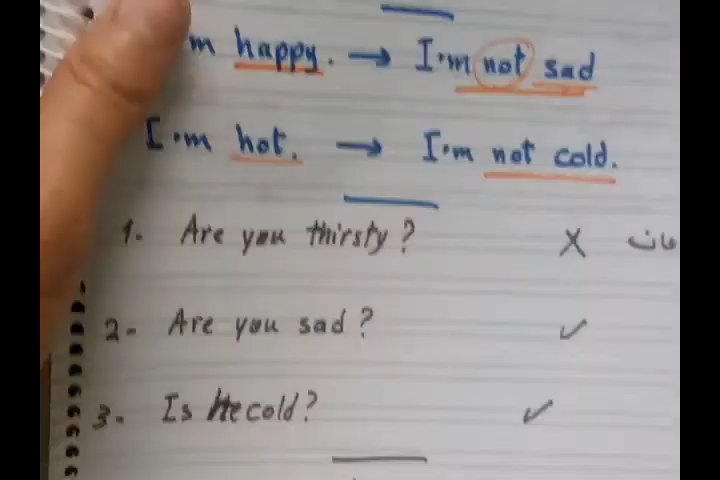 I'm happy. → I'm not sad
I'm hot. → I'm not cold.
1- Are you thirsty? X
2- Are you sad? ✓
3- Is He cold? ✓